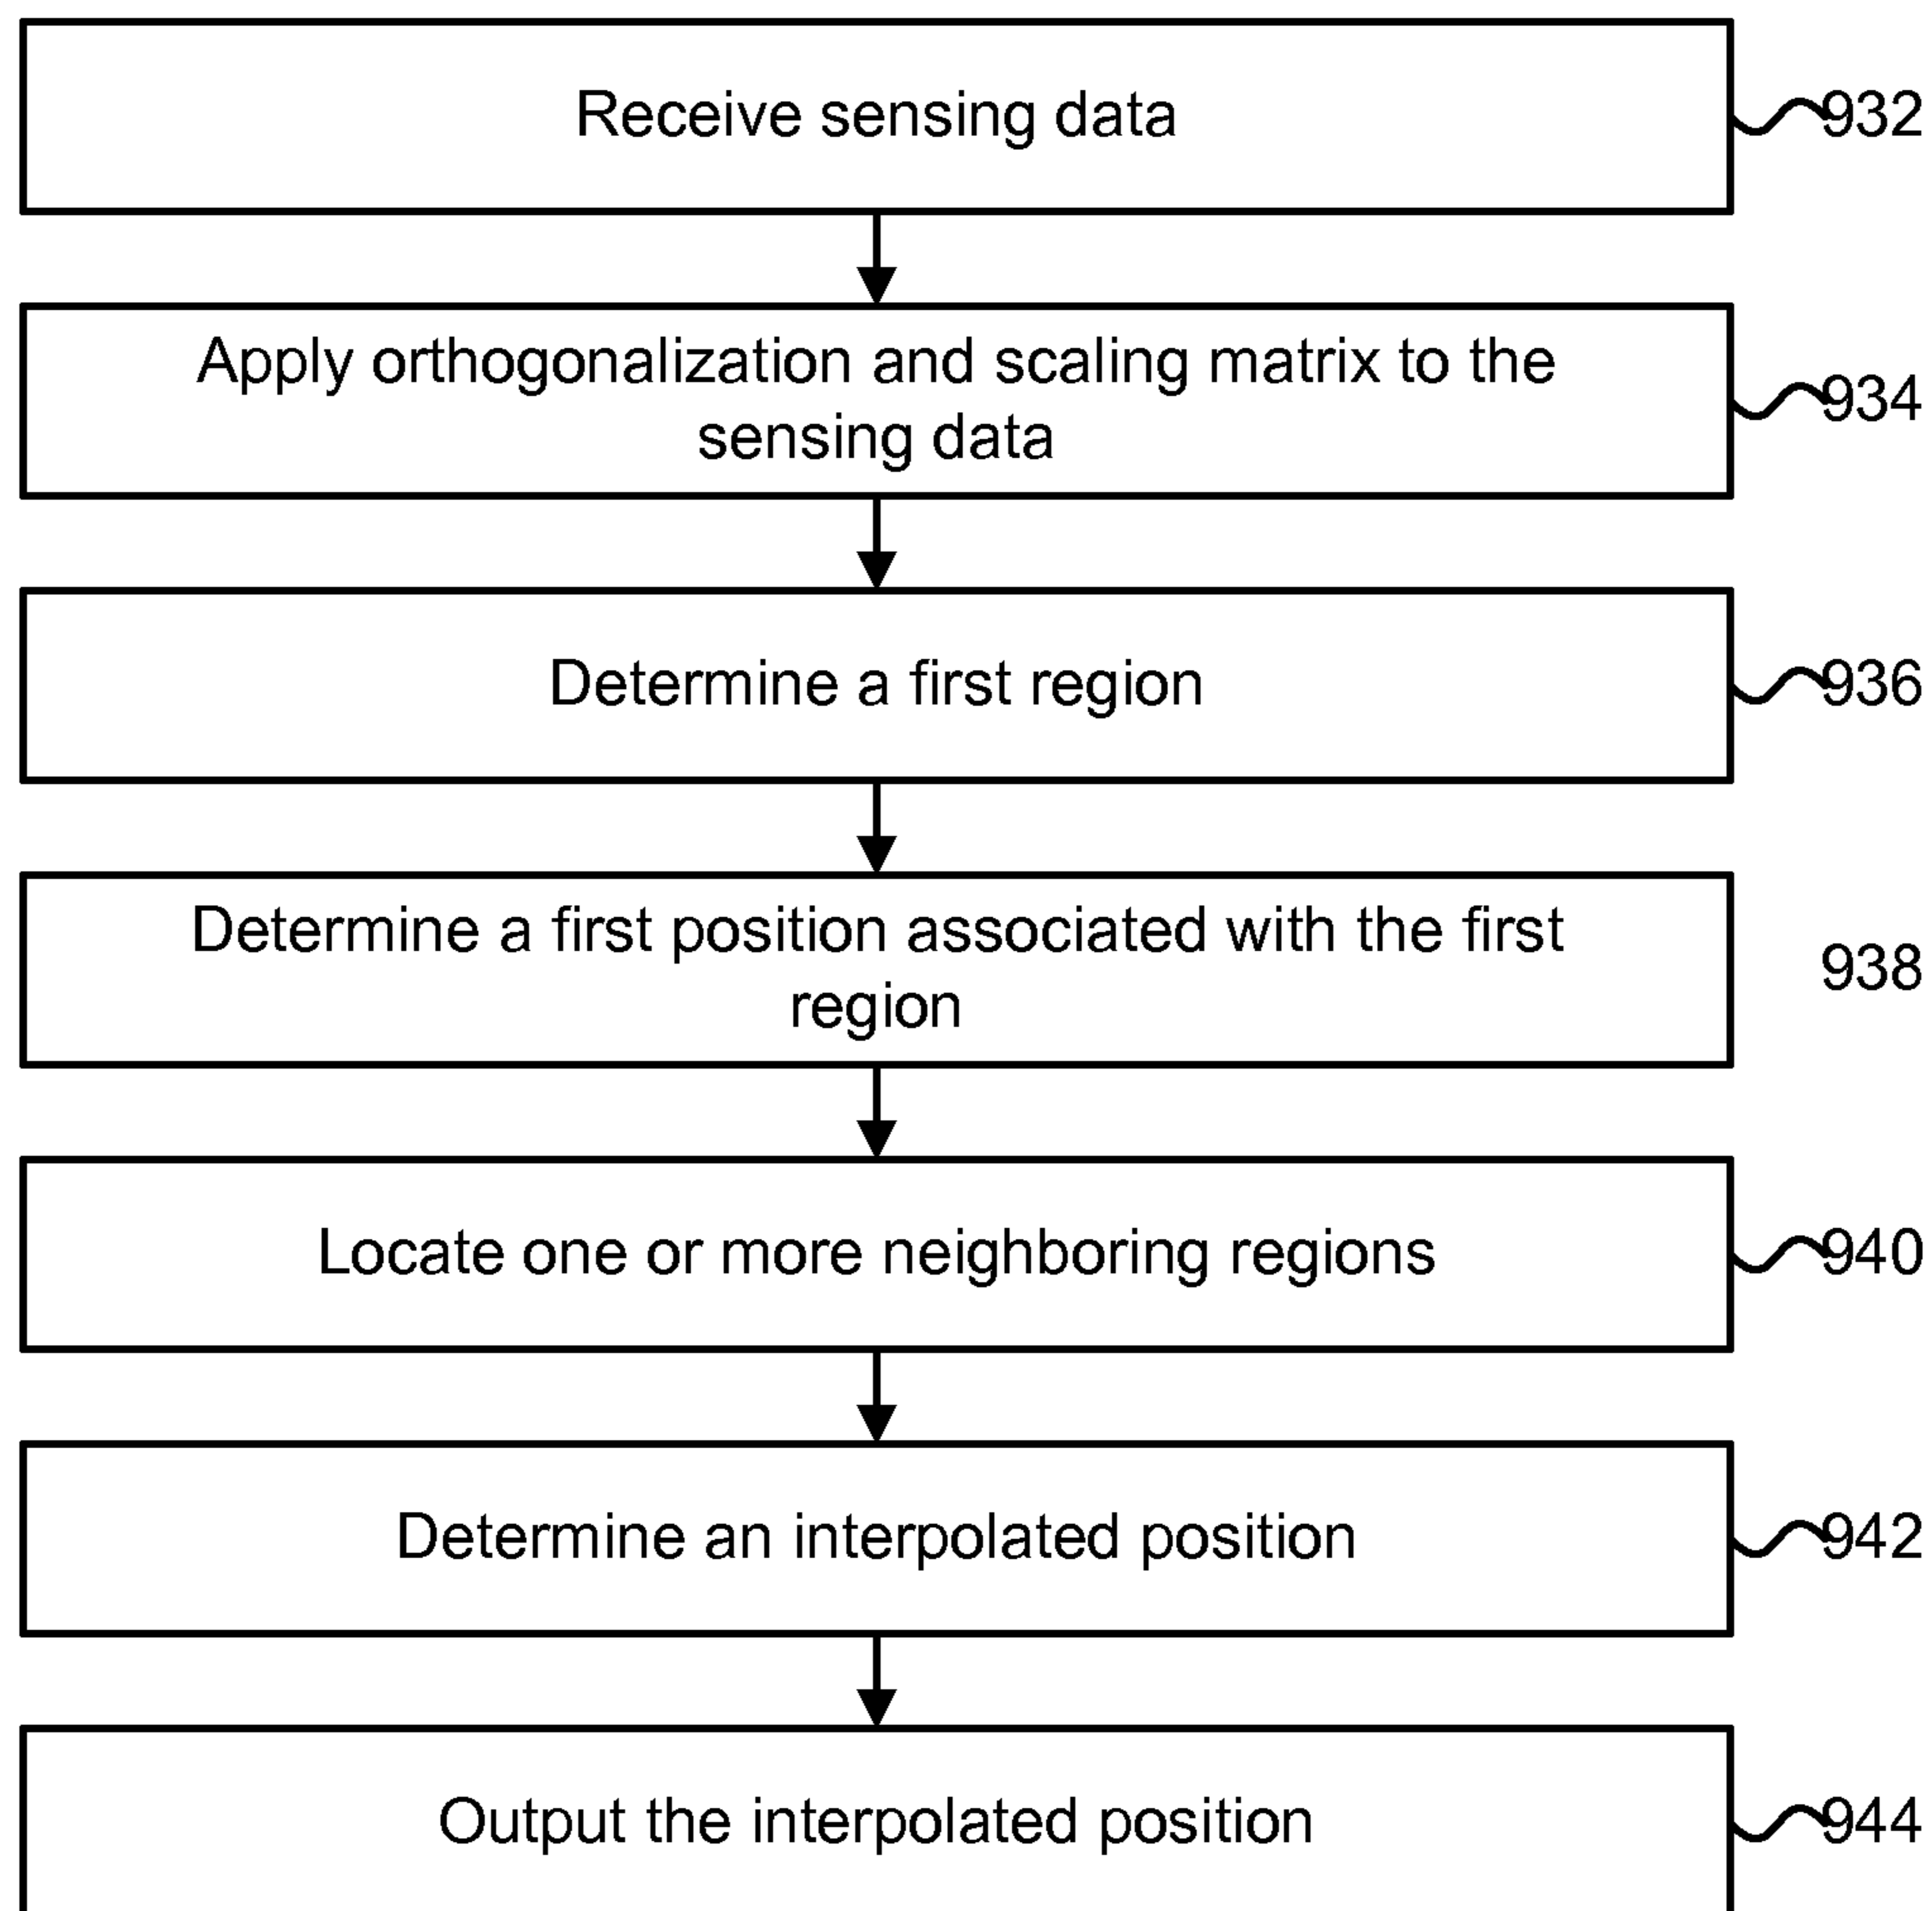 Receive sensing data
932
Apply orthogonalization and scaling matrix to the
sensing data
934
Determine a first region
936
Determine a first position associated with the first
region
938
Locate one or more neighboring regions
940
Determine an interpolated position
942
Output the interpolated position
944